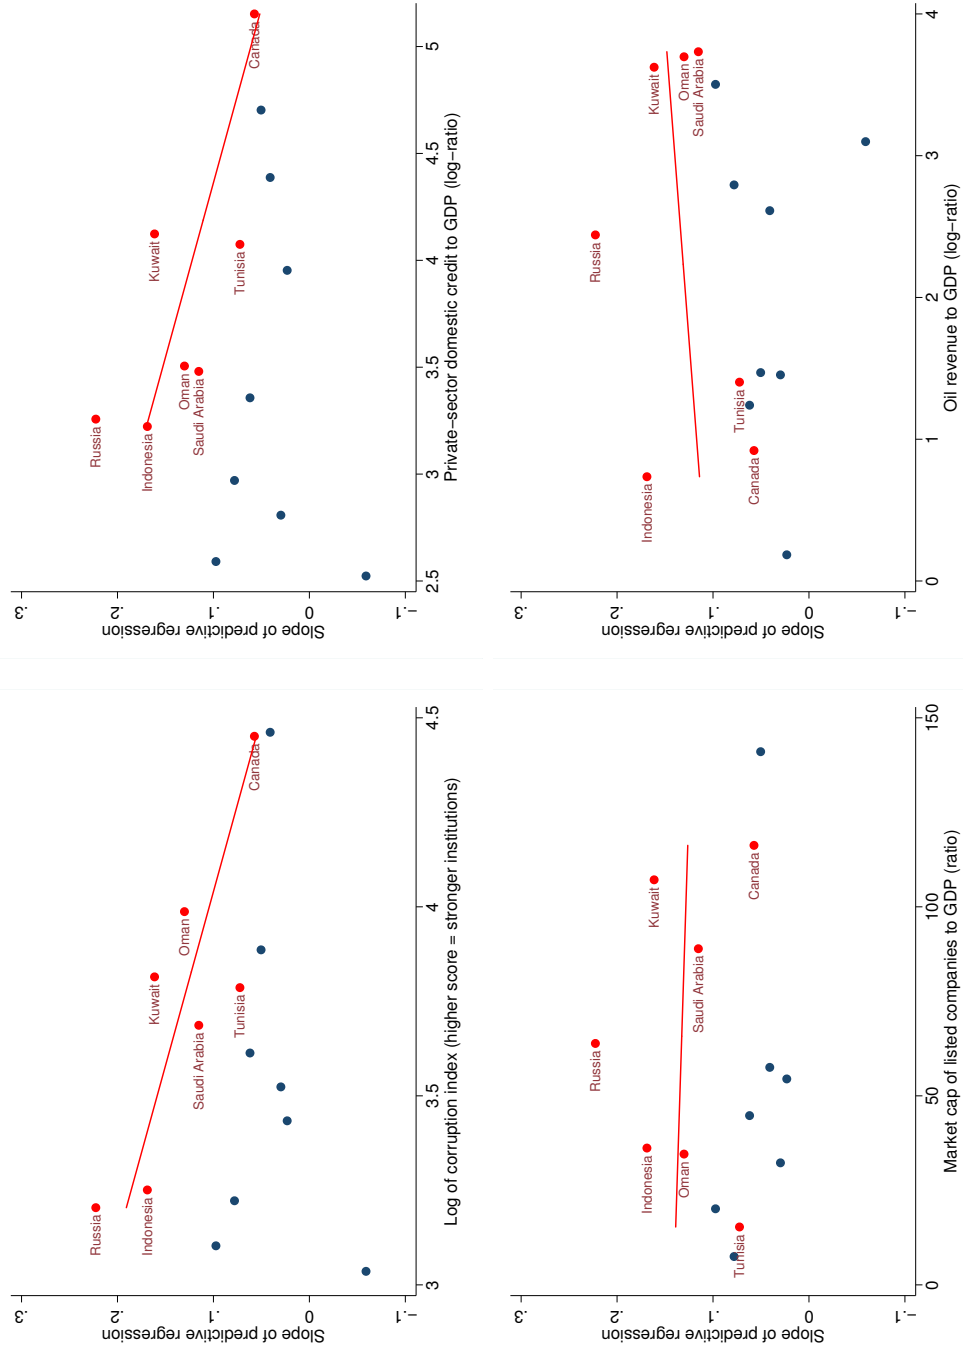 .3
.2
.1
0
-.1
Slope of predictive regression
Russia
Indonesia
Saudi Arabia
Kuwait
Tunisia
Oman
Canada
3
3.5
4
4.5
Log of corruption index (higher score = stronger institutions)
.3
.2
.1
0
-.1
Slope of predictive regression
Russia
Indonesia
Oman
Saudi Arabia
Kuwait
Tunisia
Canada
2.5
3
3.5
4
4.5
5
Private-sector domestic credit to GDP (log-ratio)
.3
.2
.1
0
-.1
Slope of predictive regression
Tunisia
Indonesia
Oman
Russia
Saudi Arabia
Kuwait
Canada
0
50
100
150
Market cap of listed companies to GDP (ratio)
.3
.2
.1
0
-.1
Slope of predictive regression
Indonesia
Canada
Tunisia
Russia
Kuwait
Oman
Saudi Arabia
0
1
2
3
4
Oil revenue to GDP (log-ratio)